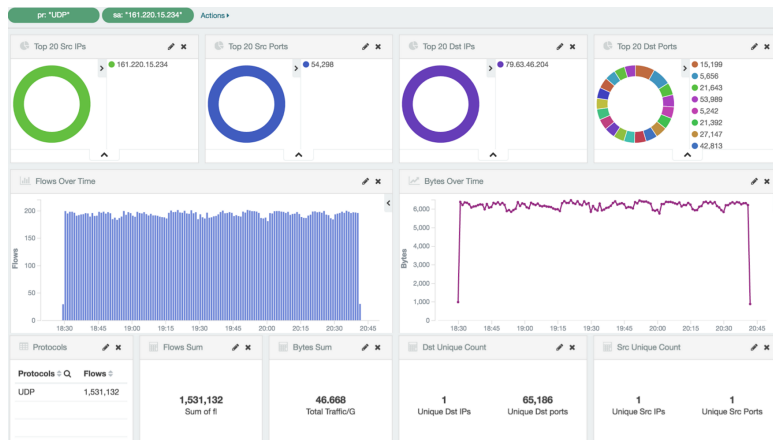 pr: "UDP" sa: "161.220.15.234" Actions
Top 20 Src IPs
161.220.15.234
Top 20 Src Ports
54,298
Top 20 Dst IPs
79.63.46.204
Top 20 Dst Ports
15,199
5,656
21,643
53,989
5,242
21,392
27,147
42,813
Flows Over Time
Flows
200
150
100
50
0
18:30 18:45 19:00 19:15 19:30 19:45 20:00 20:15 20:30 20:45
Bytes Over Time
Bytes
6,000
5,000
4,000
3,000
2,000
1,000
0
18:30 18:45 19:00 19:15 19:30 19:45 20:00 20:15 20:30 20:45
Protocols
Protocols Flows
UDP 1,531,132
Flows Sum
1,531,132
Sum of fl
Bytes Sum
46.668
Total Traffic/G
Dst Unique Count
1 65,186
Unique Dst IPs Unique Dst ports
Src Unique Count
1 1
Unique Src IPs Unique Src Ports